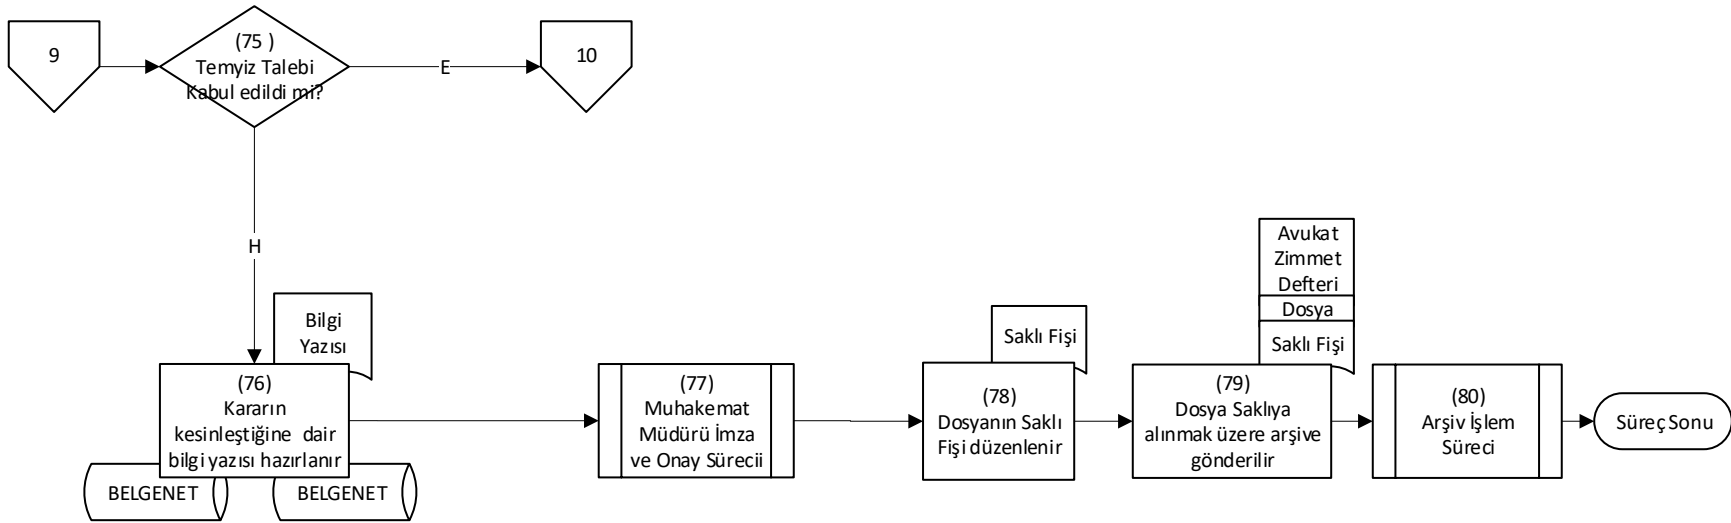 9
(75 )
Temyiz Talebi
Kabul edildi mi?
E
10
H
Bilgi
Yazısı
(76)
Kararın
kesinleştiğine dair
bilgi yazısı hazırlanır
BELGENET
BELGENET
(77)
Muhakemat
Müdürü İmza
ve Onay Sürecii
Saklı Fişi
(78)
Dosyanın Saklı
Fişi düzenlenir
Avukat
Zimmet
Defteri
Dosya
Saklı Fişi
(79)
Dosya Saklıya
alınmak üzere arşive
gönderilir
(80)
Arşiv İşlem
Süreci
Süreç Sonu